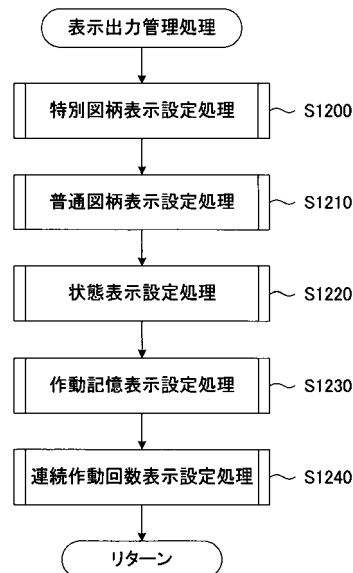 表示出力管理処理
特別図柄表示設定処理 S1200
普通図柄表示設定処理 S1210
状態表示設定処理 S1220
作動記憶表示設定処理 S1230
連続作動回数表示設定処理 S1240
リターン